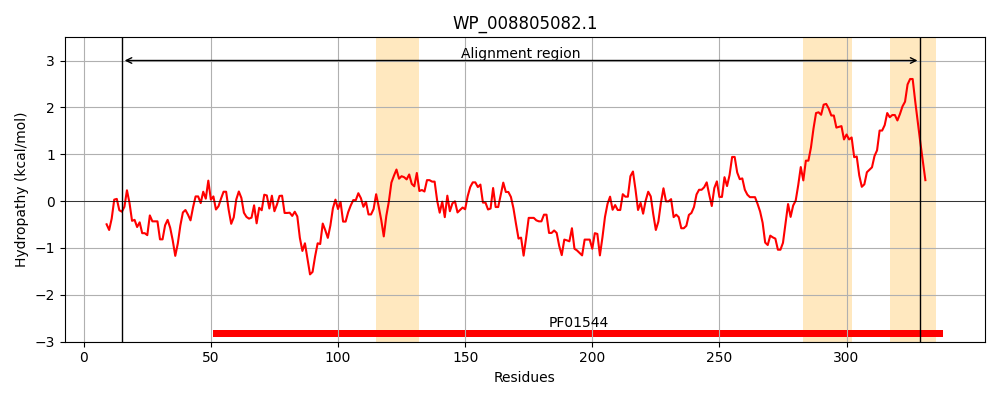 WP_008805082.1
Alignment region
3
2
1
0
−1
−2
−3
Hydropathy (kcal/mol)
PF01544
0 50 100 150 200 250 300
Residues